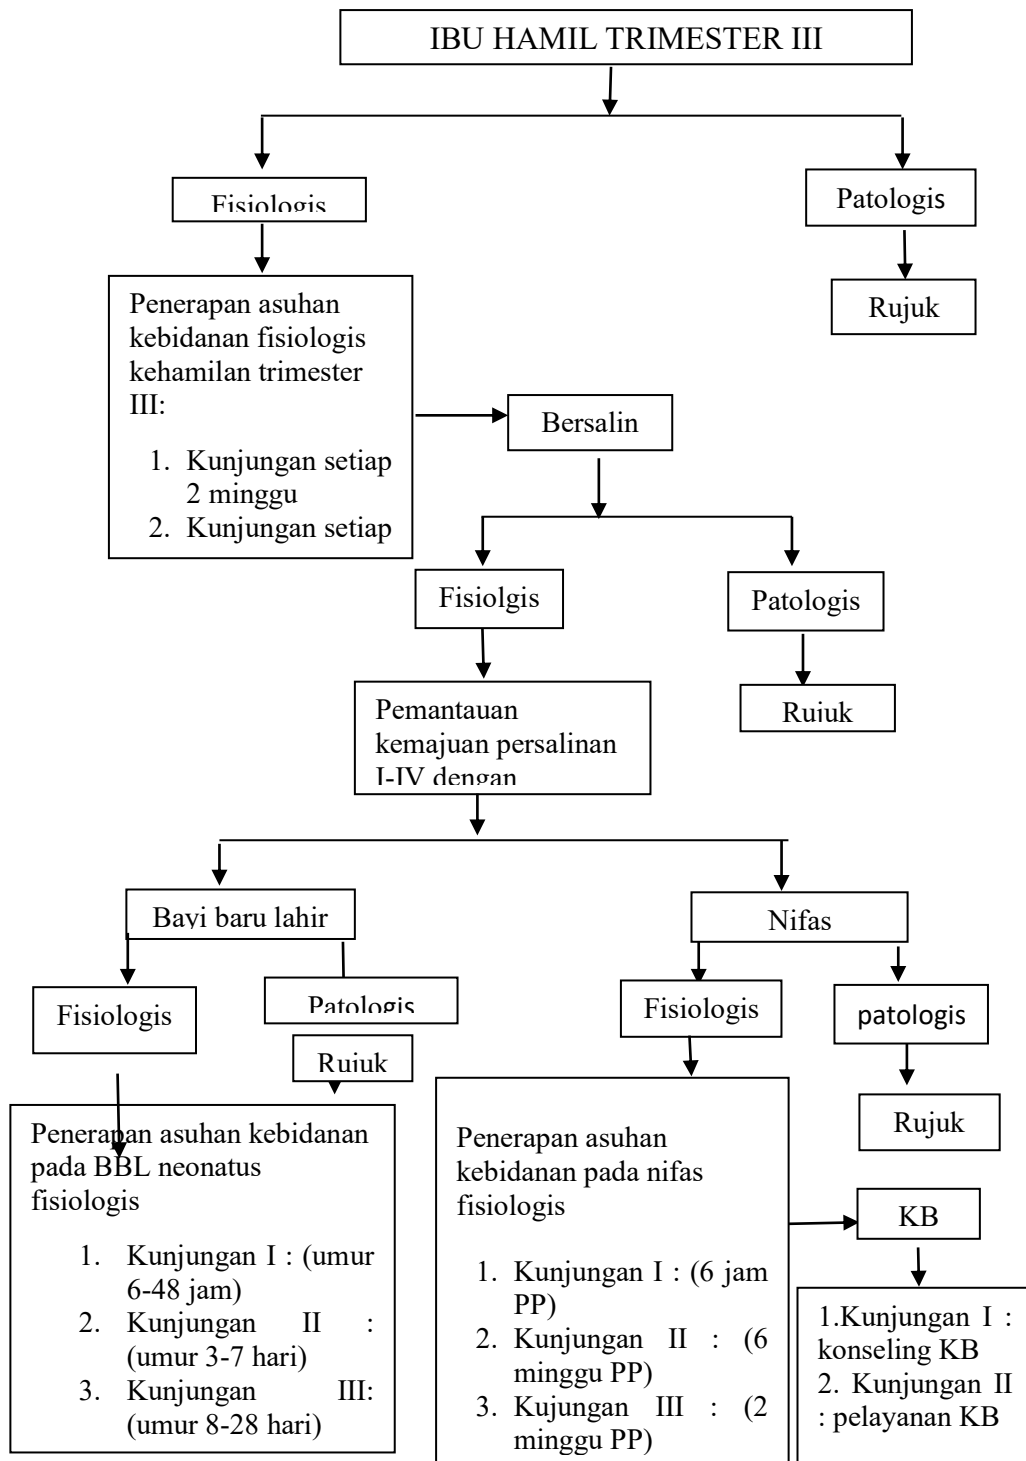 IBU HAMIL TRIMESTER III
Fisiologis
Patologis
Rujuk
Penerapan asuhan
kebidanan fisiologis
kehamilan trimester
III:
1. Kunjungan setiap
2 minggu
2. Kunjungan setiap
Bersalin
Fisiolgis
Patologis
Rujuk
Pemantauan
kemajuan persalinan
I-IV dengan
Bayi baru lahir
Nifas
Fisiologis
Patologis
Rujuk
Fisiologis
patologis
Rujuk
Penerapan asuhan kebidanan
pada BBL neonatus
fisiologis
1. Kunjungan I : (umur
6-48 jam)
2. Kunjungan II :
(umur 3-7 hari)
3. Kunjungan III:
(umur 8-28 hari)
Penerapan asuhan
kebidanan pada nifas
fisiologis
1. Kunjungan I : (6 jam
PP)
2. Kunjungan II : (6
minggu PP)
3. Kujungan III : (2
minggu PP)
KB
1.Kunjungan I :
konseling KB
2. Kunjungan II
: pelayanan KB